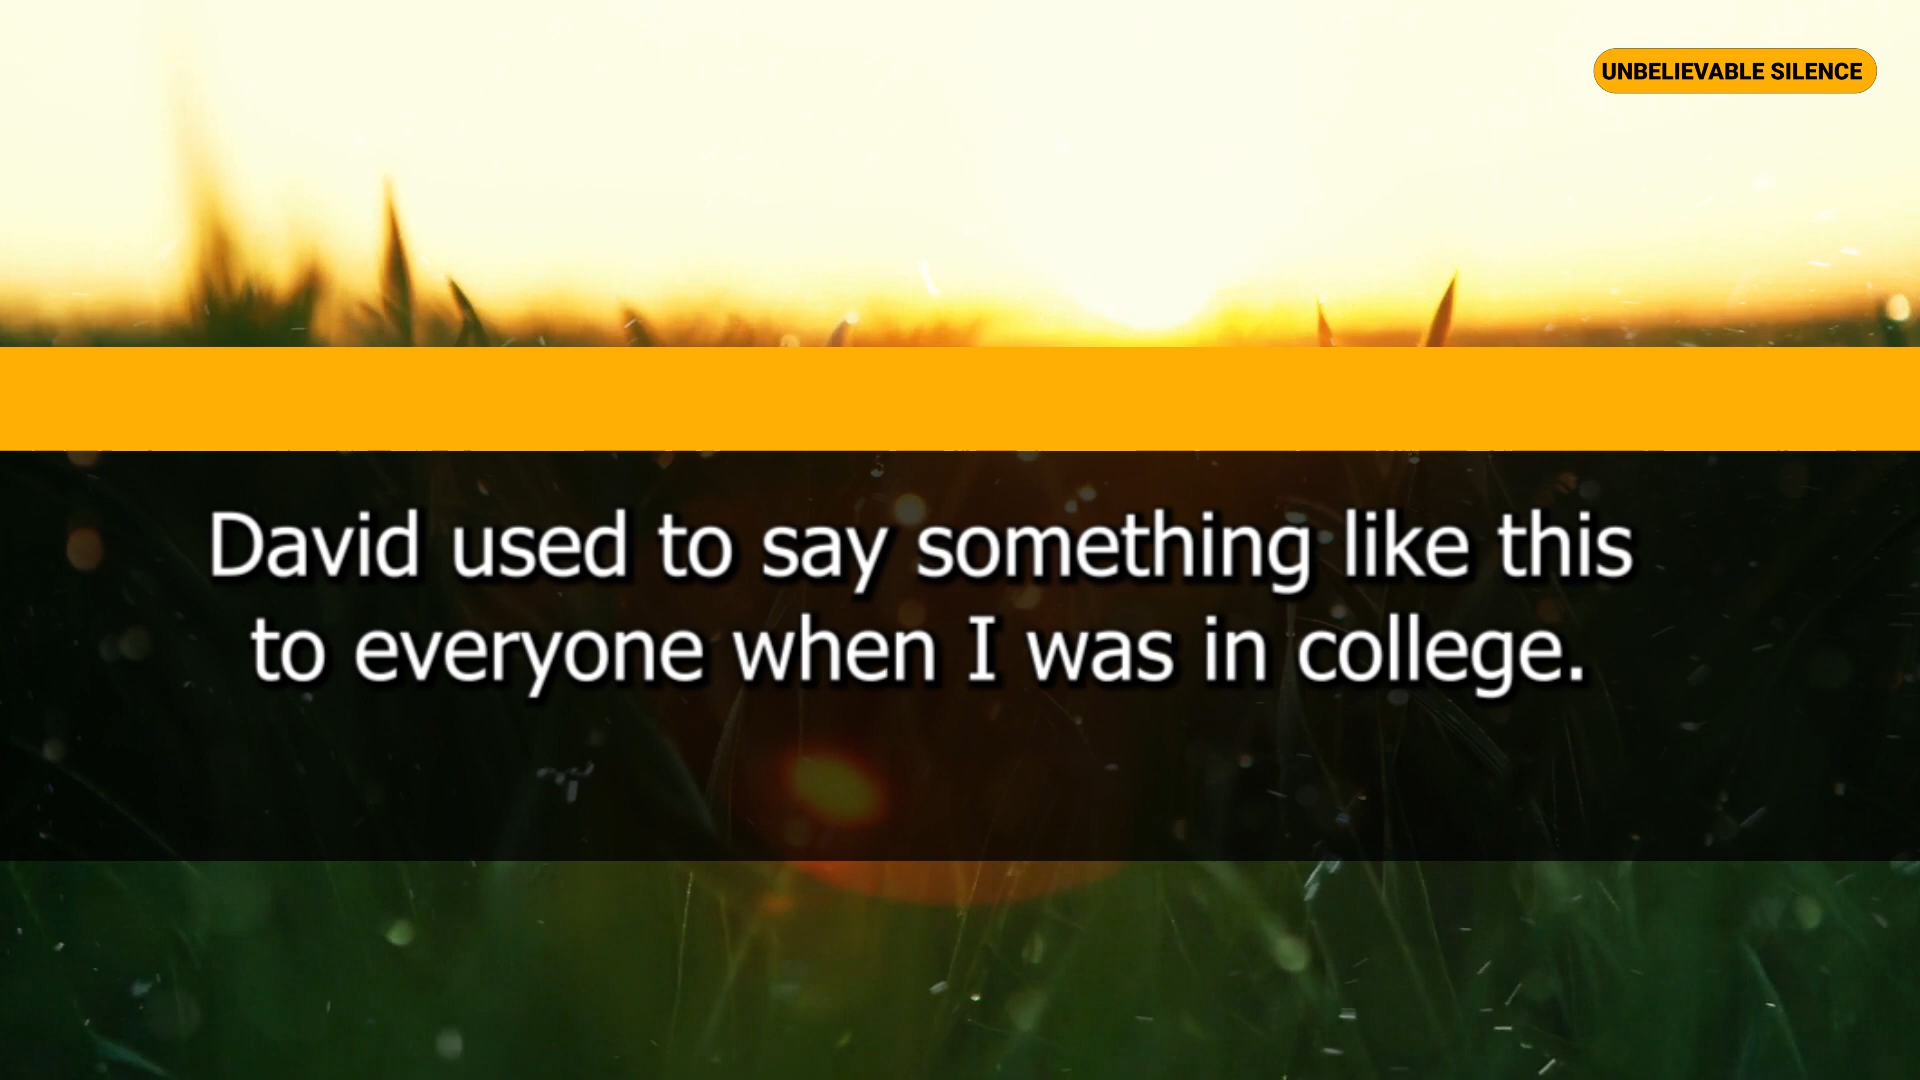 UNBELIEVABLE SILENCE
David used to say something like this
to everyone when I was in college.